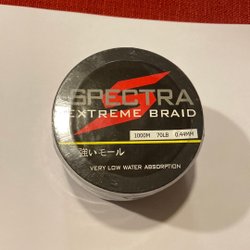 SPECTRA
EXTREME BRAID
1000M 70LB 0.44MM
強いモール
VERY LOW WATER ABSORPTION